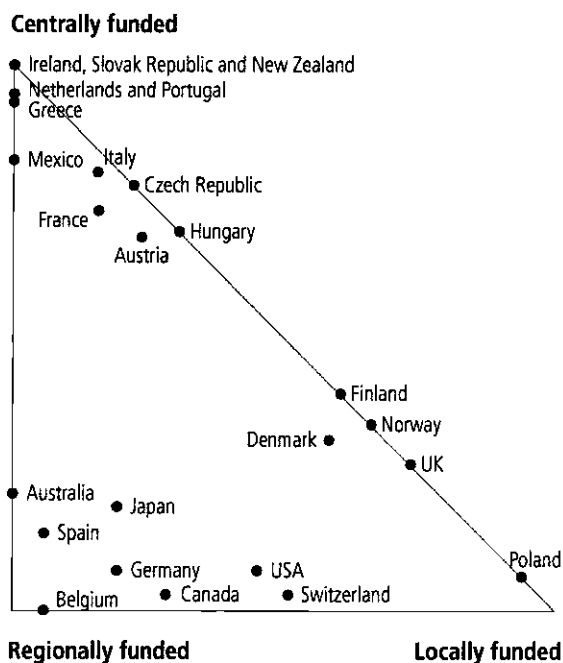 Centrally funded
Ireland, Slovak Republic and New Zealand
Netherlands and Portugal
Greece
Mexico
Italy
Czech Republic
France
Hungary
Austria
Finland
Norway
Denmark
UK
Australia
Japan
Spain
Poland
Germany
USA
Belgium
Canada
Switzerland
Regionally funded
Locally funded